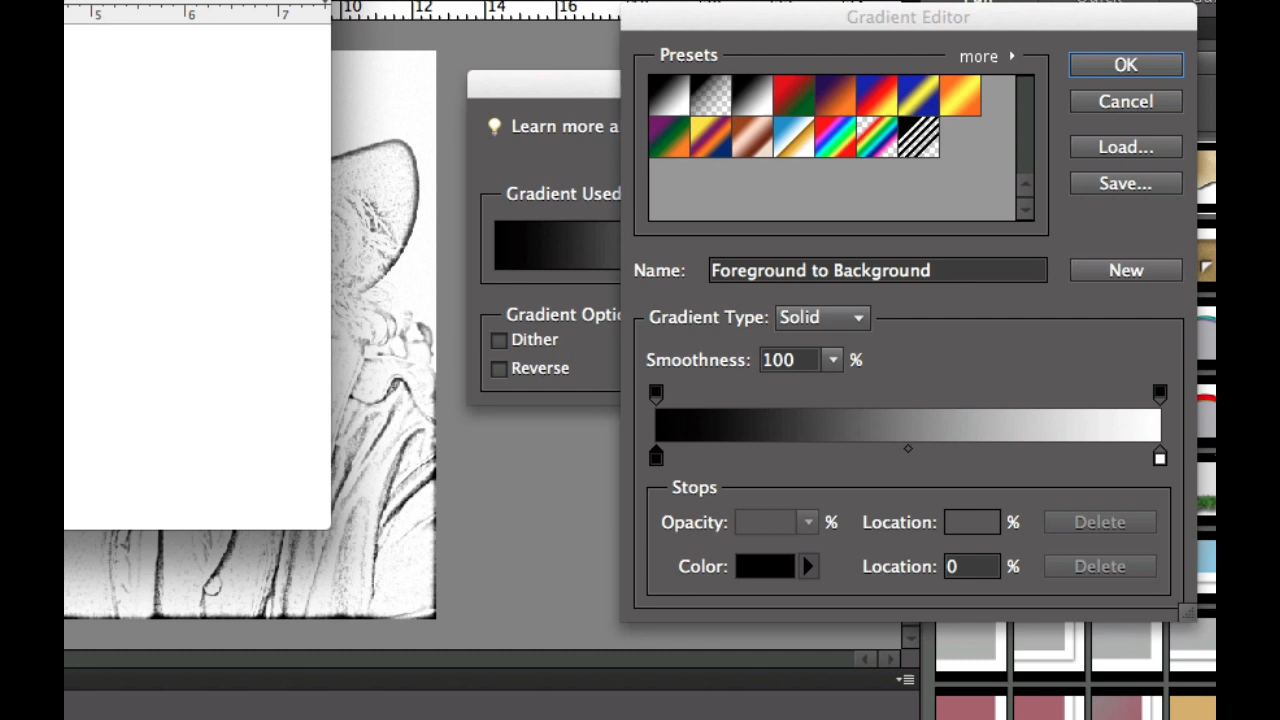 5 6 7
10 12 14 16
Gradient Editor
Presets
more
OK
Cancel
Learn more a
Load...
Save...
Gradient Used
Name: Foreground to Background
New
Gradient Optio
Gradient Type: Solid
Dither
Reverse
Smoothness: 100 %
Stops
Opacity: % Location: % Delete
Color: Location: 0 % Delete